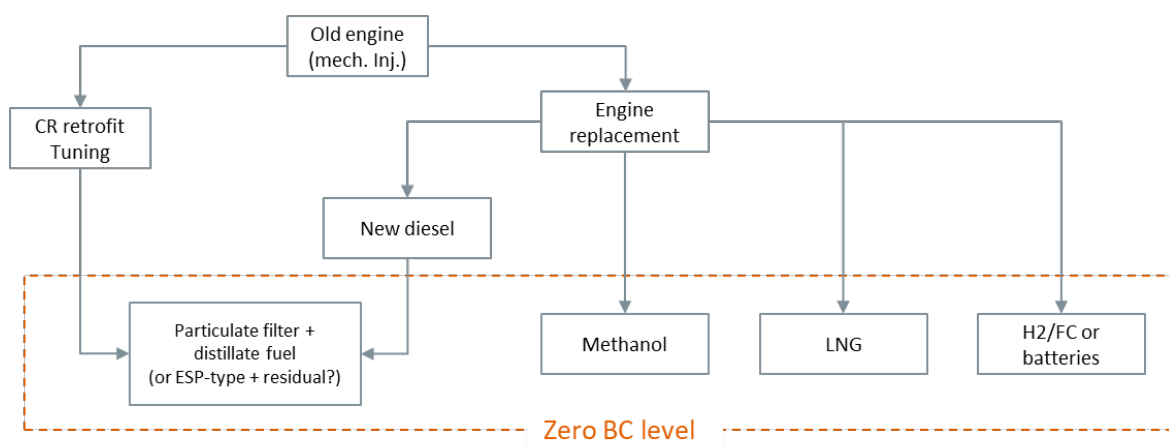 Old engine
(mech. Inj.)
CR retrofit
Tuning
Engine
replacement
New diesel
Particulate filter +
distillate fuel
(or ESP-type + residual?)
Methanol
LNG
H2/FC or
batteries
Zero BC level